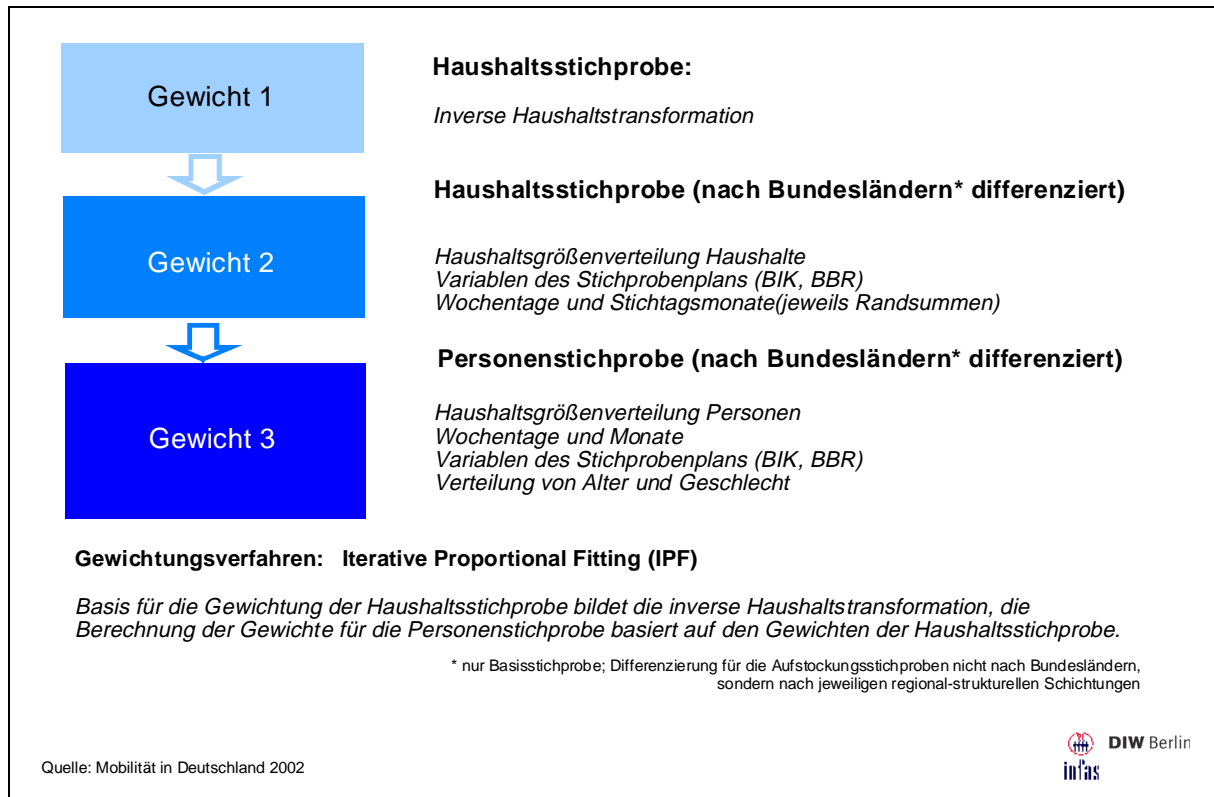 Gewicht 1
Haushaltsstichprobe:
Inverse Haushaltstransformation
Gewicht 2
Haushaltsstichprobe (nach Bundesländern* differenziert)
Haushaltsgrößenverteilung Haushalte
Variablen des Stichprobenplans (BIK, BBR)
Wochentage und Stichtagsmonate(jeweils Randsummen)
Gewicht 3
Personenstichprobe (nach Bundesländern* differenziert)
Haushaltsgrößenverteilung Personen
Wochentage und Monate
Variablen des Stichprobenplans (BIK, BBR)
Verteilung von Alter und Geschlecht
Gewichtungsverfahren: Iterative Proportional Fitting (IPF)
Basis für die Gewichtung der Haushaltsstichprobe bildet die inverse Haushaltstransformation, die
Berechnung der Gewichte für die Personenstichprobe basiert auf den Gewichten der Haushaltsstichprobe.
* nur Basisstichprobe; Differenzierung für die Aufstockungsstichproben nicht nach Bundesländern,
sondern nach jeweiligen regional-strukturellen Schichtungen
Quelle: Mobilität in Deutschland 2002
infas
DIW Berlin